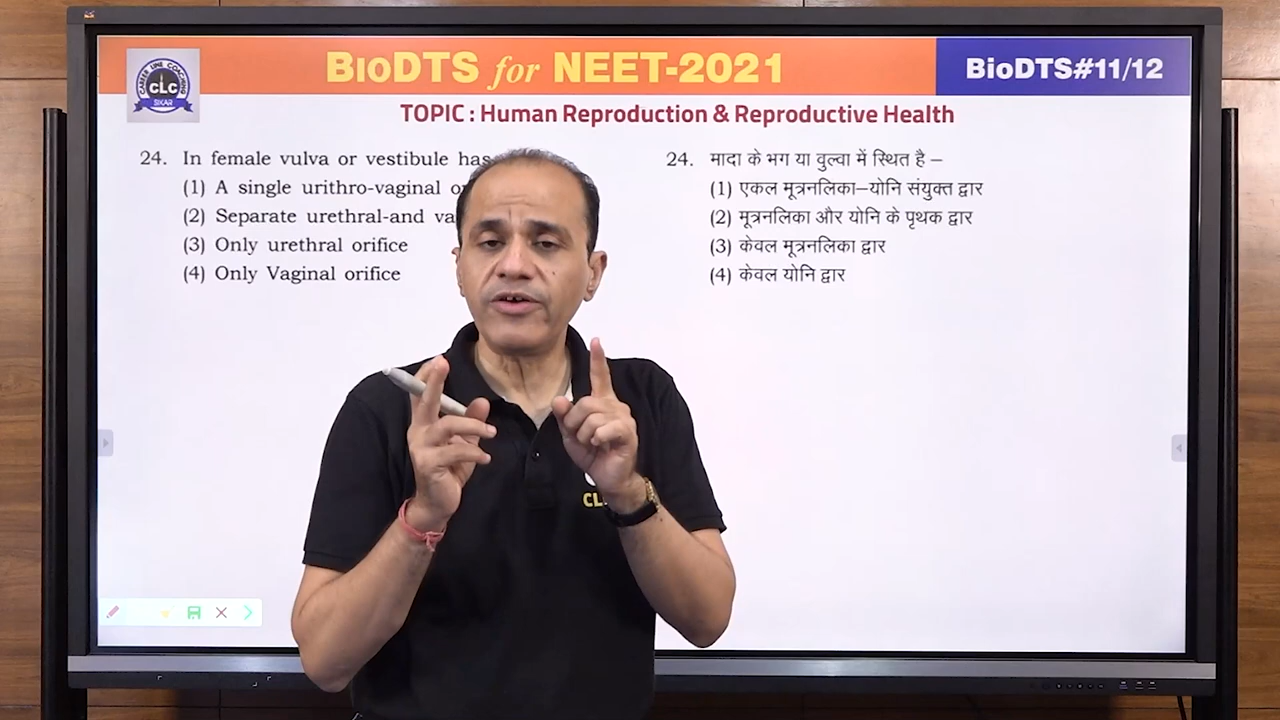 BIODTS for NEET-2021
BioDTS#11/12
CAREER LINE COACHING
CLC
SIKAR
TOPIC : Human Reproduction & Reproductive Health
24. In female vulva or vestibule has
(1) A single urithro-vaginal
(2) Separate urethral-and
(3) Only urethral orifice
(4) Only Vaginal orifice
24. मादा के भग या वुल्वा में स्थित है –
(1) एकल मूत्रनलिका–योनि संयुक्त द्वार
(2) मूत्रनलिका और योनि के पृथक द्वार
(3) केवल मूत्रनलिका द्वार
(4) केवल योनि द्वार